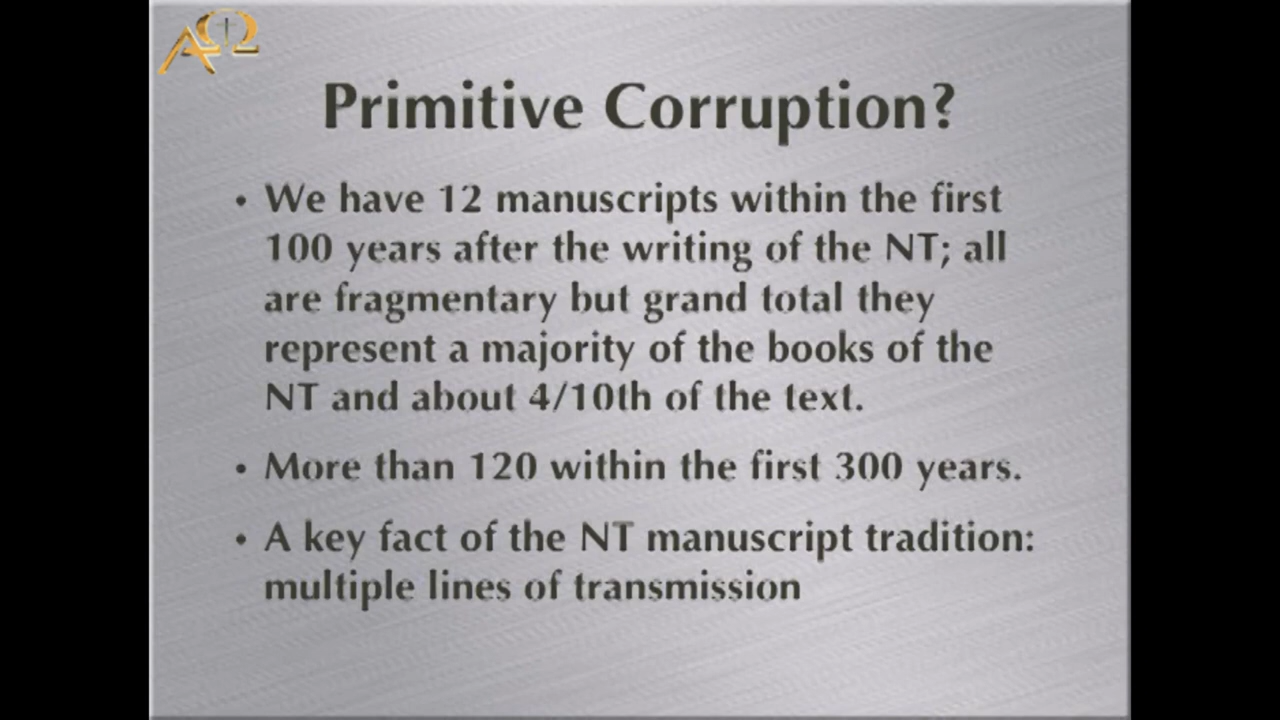 ΑΩ
Primitive Corruption?
• We have 12 manuscripts within the first
100 years after the writing of the NT; all
are fragmentary but grand total they
represent a majority of the books of the
NT and about 4/10th of the text.
• More than 120 within the first 300 years.
• A key fact of the NT manuscript tradition:
multiple lines of transmission